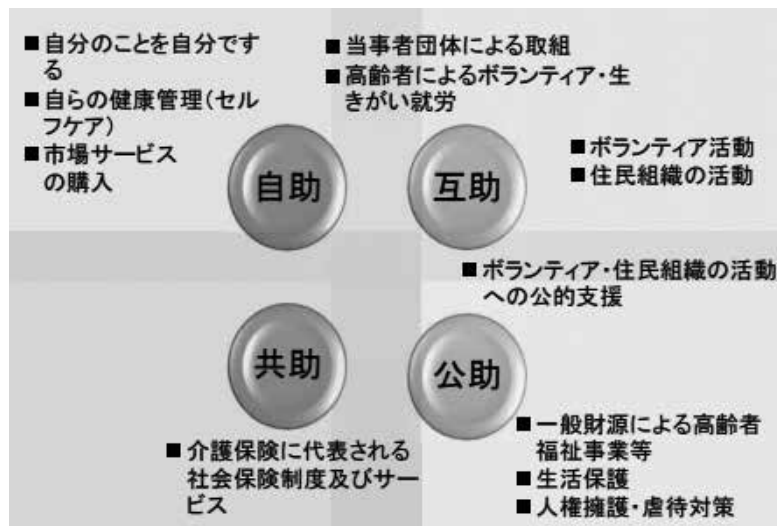 ■自分のことを自分です
る
■自らの健康管理(セル
フケア)
■市場サービス
の購入
■当事者団体による取組
■高齢者によるボランティア・生
きがい就労
■ボランティア活動
■住民組織の活動
自助
互助
■ボランティア・住民組織の活動
への公的支援
共助
公助
■介護保険に代表される
社会保険制度及びサー
ビス
■一般財源による高齢者
福祉事業等
■生活保護
■人権擁護・虐待対策